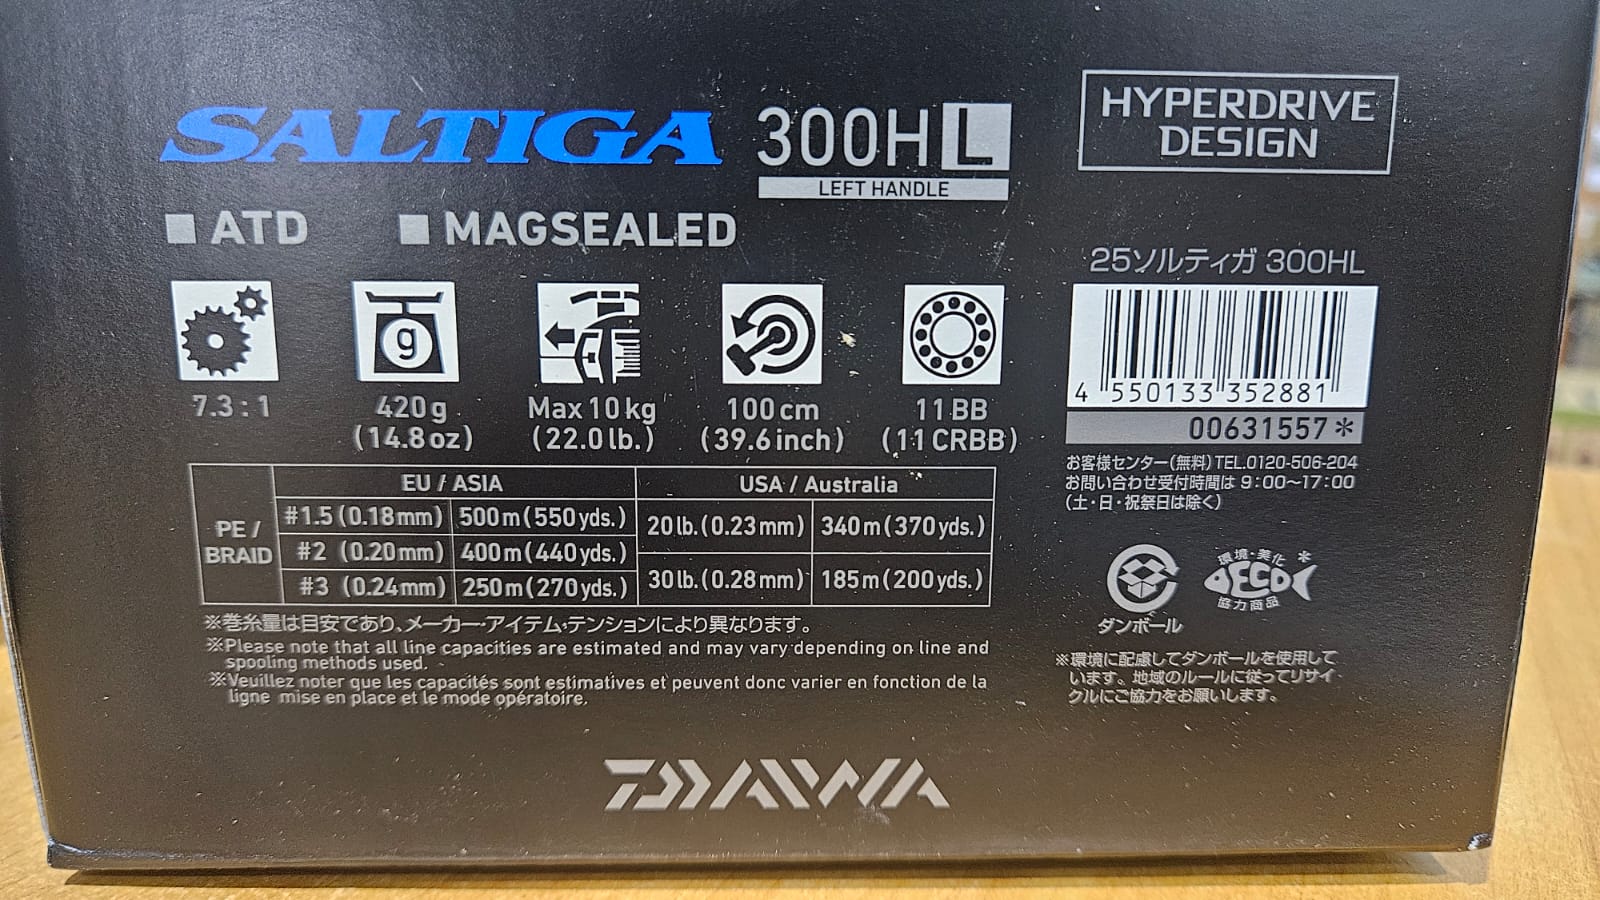 SALTIGA 300HL
LEFT HANDLE
HYPERDRIVE
DESIGN
ATD
MAGSEALED
25ソルティガ 300HL
g
7.3:1
420g
(14.8oz)
Max 10kg
(22.0lb.)
100cm
(39.6inch)
11BB
(11CRBB)
4 550133 352881
00631557*
お客様センター(無料)TEL.0120-506-204
お問い合わせ受付時間は 9:00〜17:00
(土・日・祝祭日は除く)
PE/
BRAID
EU / ASIA
#1.5(0.18mm) 500m(550yds.)
#2 (0.20mm) 400m(440yds.)
#3 (0.24mm) 250m(270yds.)
USA / Australia
20lb.(0.23mm) 340m(370yds.)
30lb.(0.28mm) 185m(200yds.)
※巻糸量は目安であり、メーカー・アイテム・テンションにより異なります。
※Please note that all line capacities are estimated and may vary depending on line and
spooling methods used.
※Veuillez noter que les capacités sont estimatives et peuvent donc varier en fonction de la
ligne mise en place et le mode opératoire.
ダンボール
環境・美化*
DECO
協力商品
※環境に配慮してダンボールを使用して
います。地域のルールに従ってリサイ
クルにご協力をお願いします。
DAIWA